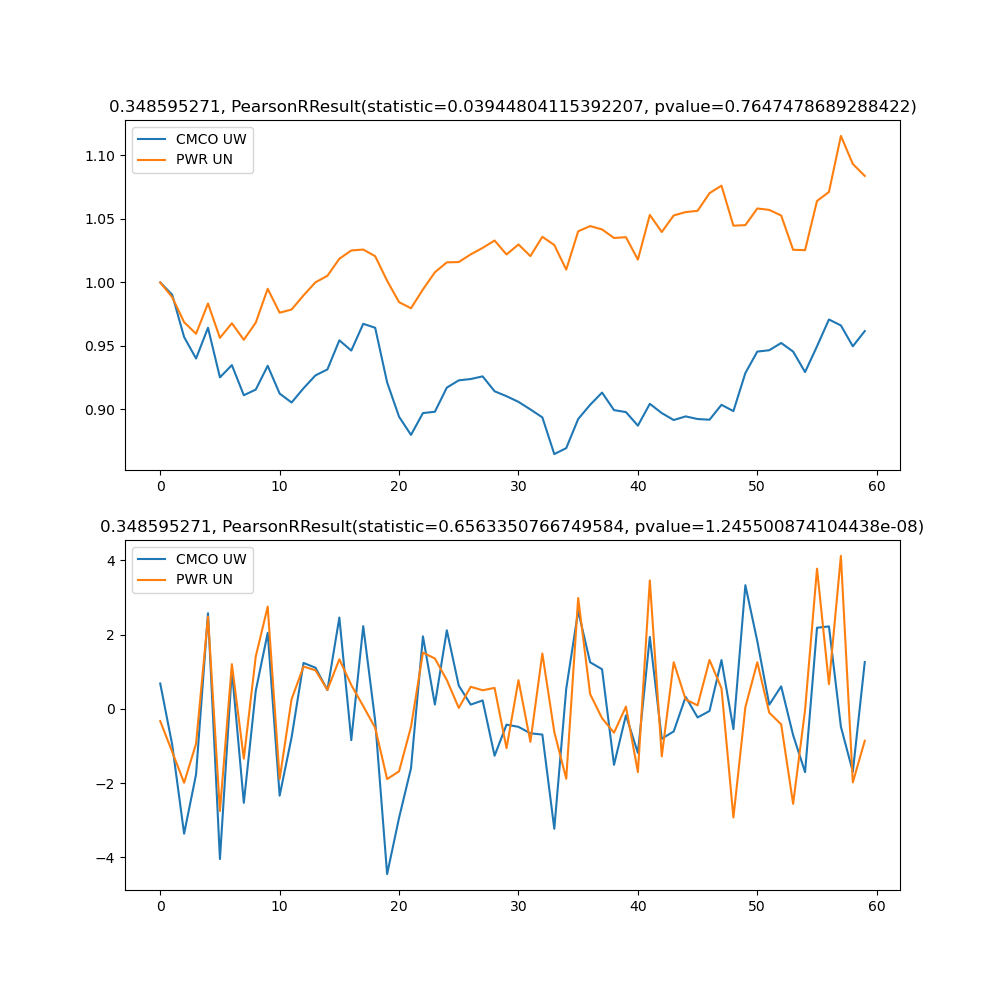 0.348595271, PearsonRResult(statistic=0.03944804115392207, pvalue=0.7647478689288422)
CMCO UW
PWR UN
1.10
1.05
1.00
0.95
0.90
0 10 20 30 40 50 60
0.348595271, PearsonRResult(statistic=0.6563350766749584, pvalue=1.245500874104438e-08)
CMCO UW
PWR UN
4
2
0
−2
−4
0 10 20 30 40 50 60